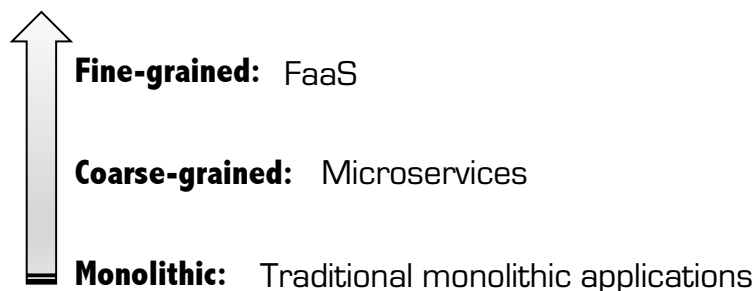 Fine-grained: FaaS
Coarse-grained: Microservices
Monolithic: Traditional monolithic applications